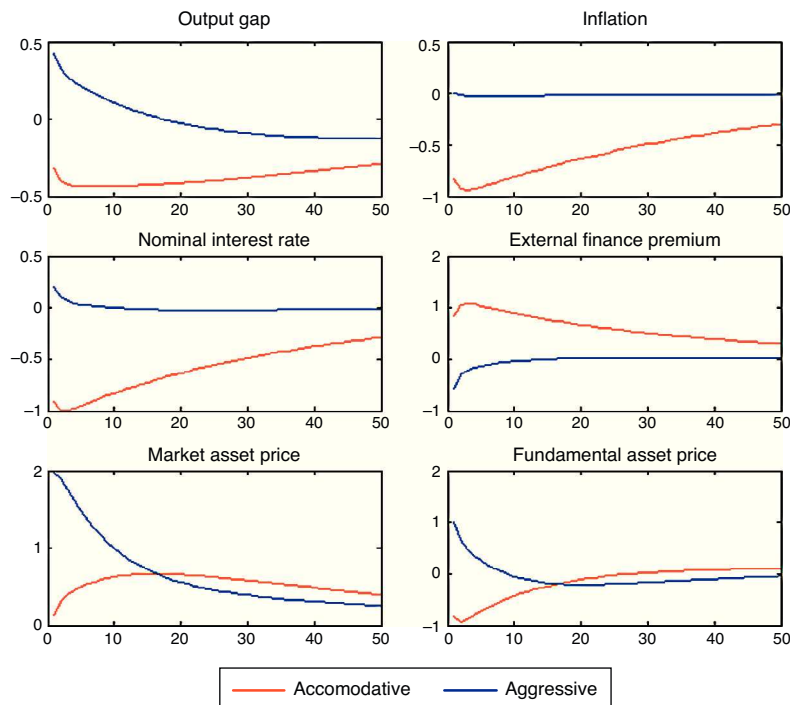 Output gap
0.5
0
−0.5
0 10 20 30 40 50
Inflation
0.5
0
−0.5
−1
0 10 20 30 40 50
Nominal interest rate
0.5
0
−0.5
−1
0 10 20 30 40 50
External finance premium
2
1
0
−1
0 10 20 30 40 50
Market asset price
2
1
0
0 10 20 30 40 50
Fundamental asset price
2
1
0
−1
0 10 20 30 40 50
Accomodative Aggressive